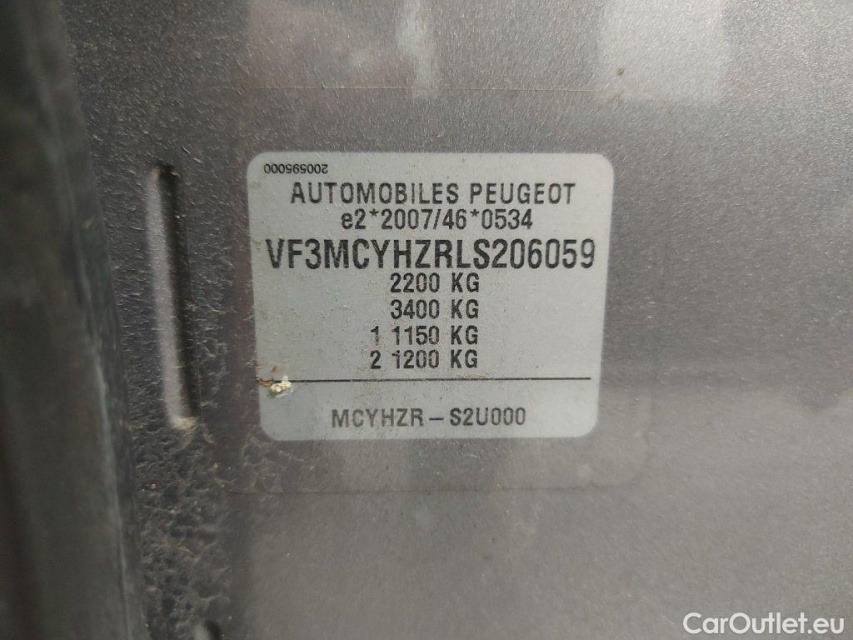 2005950000
AUTOMOBILES PEUGEOT
e2*2007/46*0534
VF3MCYHZRLS206059
2200 KG
3400 KG
1 1150 KG
2 1200 KG
MCYHZR-S2U000
CarOutlet.eu